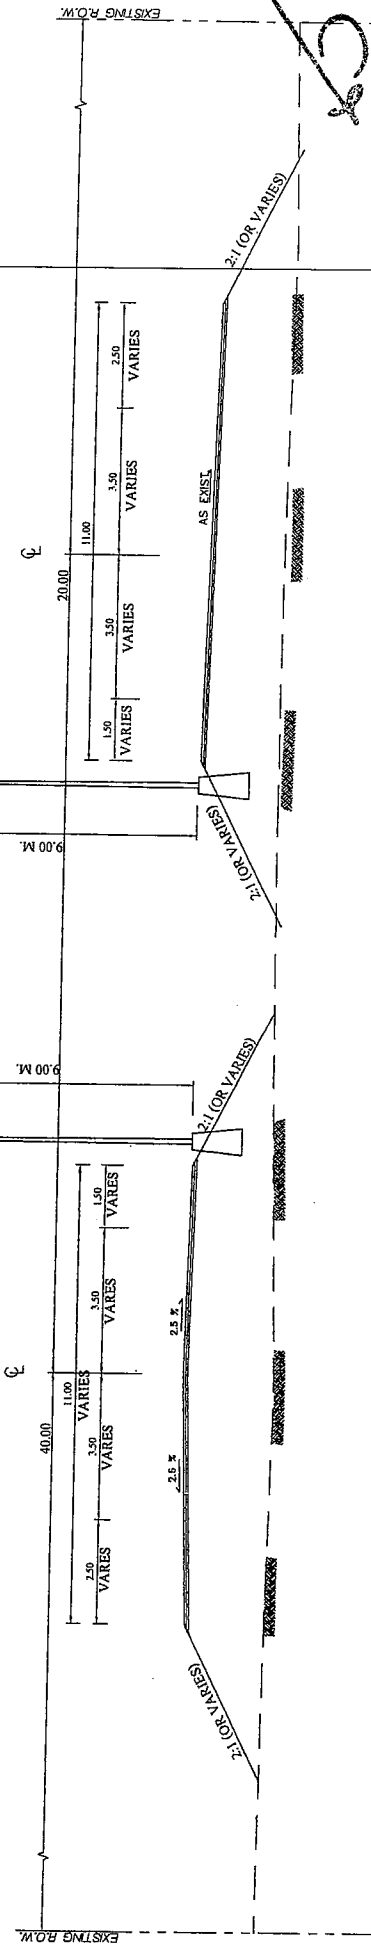 EXISTING R.O.W.
EXISTING R.O.W.
℄
40.00
11.00
VARIES
2.50
VARES
3.50
VARES
3.50
VARES
1.50
VARES
2.5 %
2.5 %
2:1 (OR VARIES)
2:1 (OR VARIES)
9.00 M.
9.00 M.
℄
20.00
11.00
1.50
VARIES
3.50
VARIES
3.50
VARIES
2.50
VARIES
AS EXIST.
2:1 (OR VARIES)
2:1 (OR VARIES)